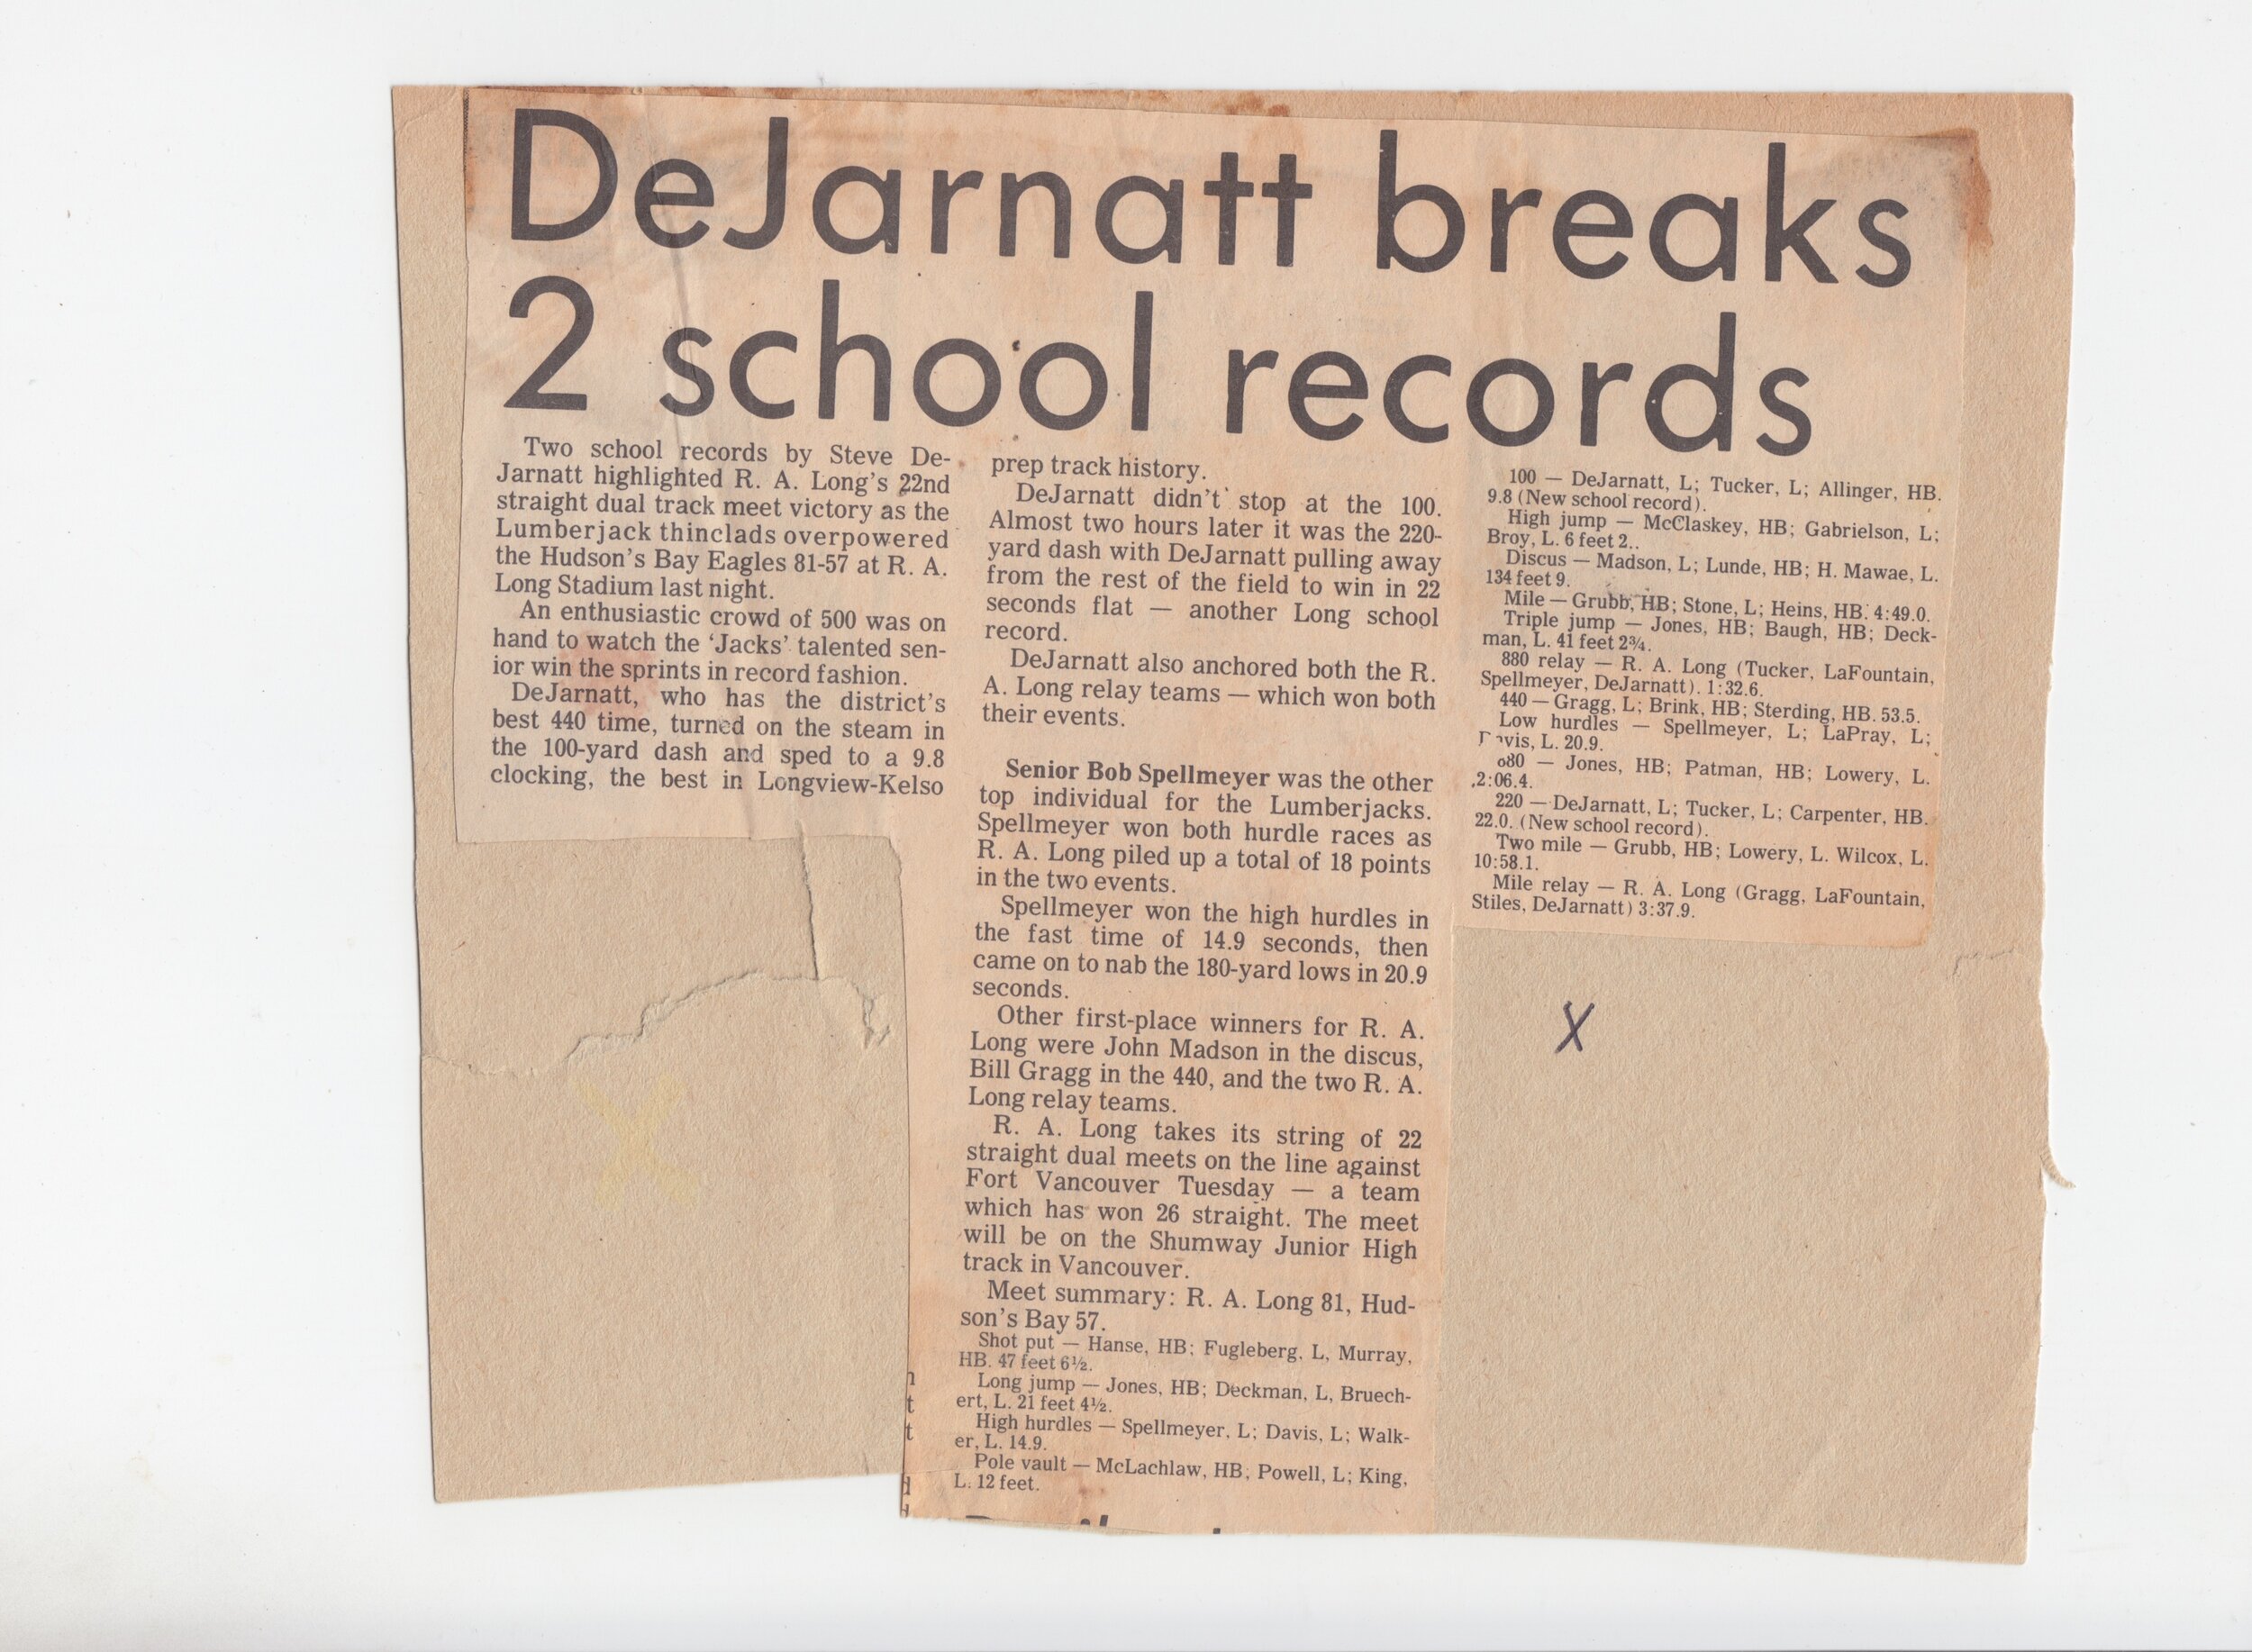 DeJarnatt breaks
2 school records
Two school records by Steve De-
Jarnatt highlighted R. A. Long's 22nd
straight dual track meet victory as the
Lumberjack thinclads overpowered
the Hudson's Bay Eagles 81-57 at R. A.
Long Stadium last night.
An enthusiastic crowd of 500 was on
hand to watch the 'Jacks' talented sen-
ior win the sprints in record fashion.
DeJarnatt, who has the district's
best 440 time, turned on the steam in
the 100-yard dash and sped to a 9.8
clocking, the best in Longview-Kelso
prep track history.
DeJarnatt didn't stop at the 100.
Almost two hours later it was the 220-
yard dash with DeJarnatt pulling away
from the rest of the field to win in 22
seconds flat — another Long school
record.
DeJarnatt also anchored both the R.
A. Long relay teams — which won both
their events.
Senior Bob Spellmeyer was the other
top individual for the Lumberjacks.
Spellmeyer won both hurdle races as
R. A. Long piled up a total of 18 points
in the two events.
Spellmeyer won the high hurdles in
the fast time of 14.9 seconds, then
came on to nab the 180-yard lows in 20.9
seconds.
Other first-place winners for R. A.
Long were John Madson in the discus,
Bill Gragg in the 440, and the two R. A.
Long relay teams.
R. A. Long takes its string of 22
straight dual meets on the line against
Fort Vancouver Tuesday — a team
which has won 26 straight. The meet
will be on the Shumway Junior High
track in Vancouver.
Meet summary: R. A. Long 81, Hud-
son's Bay 57.
Shot put — Hanse, HB; Fugleberg, L, Murray,
HB. 47 feet 6½.
Long jump — Jones, HB; Deckman, L, Bruech-
ert, L. 21 feet 4½.
High hurdles — Spellmeyer, L; Davis, L; Walk-
er, L. 14.9.
Pole vault — McLachlaw, HB; Powell, L; King,
L. 12 feet.
100 — DeJarnatt, L; Tucker, L; Allinger, HB.
9.8 (New school record).
High jump — McClaskey, HB; Gabrielson, L;
Broy, L. 6 feet 2..
Discus — Madson, L; Lunde, HB; H. Mawae, L.
134 feet 9.
Mile — Grubb, HB; Stone, L; Heins, HB. 4:49.0.
Triple jump — Jones, HB; Baugh, HB; Deck-
man, L. 41 feet 2¾.
880 relay — R. A. Long (Tucker, LaFountain,
Spellmeyer, DeJarnatt). 1:32.6.
440 — Gragg, L; Brink, HB; Sterding, HB. 53.5.
Low hurdles — Spellmeyer, L; LaPray, L;
Davis, L. 20.9.
880 — Jones, HB; Patman, HB; Lowery, L.
2:06.4.
220 — DeJarnatt, L; Tucker, L; Carpenter, HB.
22.0. (New school record).
Two mile — Grubb, HB; Lowery, L. Wilcox, L.
10:58.1.
Mile relay — R. A. Long (Gragg, LaFountain,
Stiles, DeJarnatt) 3:37.9.
X